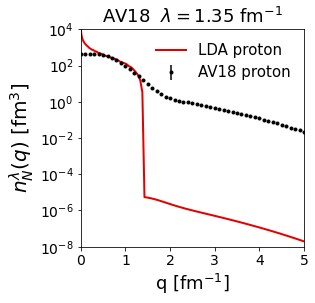 AV18 λ = 1.35 fm⁻¹
LDA proton
AV18 proton
n_N^λ(q) [fm³]
10⁴
10²
10⁰
10⁻²
10⁻⁴
10⁻⁶
10⁻⁸
0 1 2 3 4 5
q [fm⁻¹]